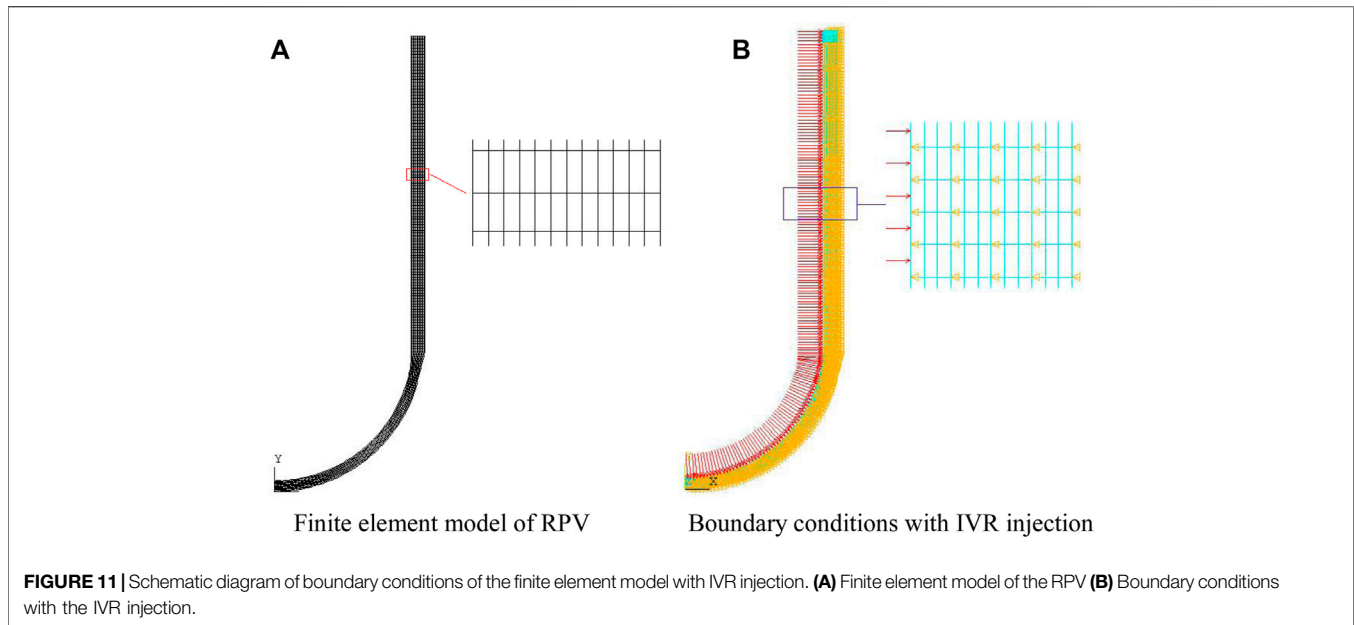 A
B
Y
X
Finite element model of RPV
Boundary conditions with IVR injection
FIGURE 11 | Schematic diagram of boundary conditions of the finite element model with IVR injection. (A) Finite element model of the RPV (B) Boundary conditions
with the IVR injection.